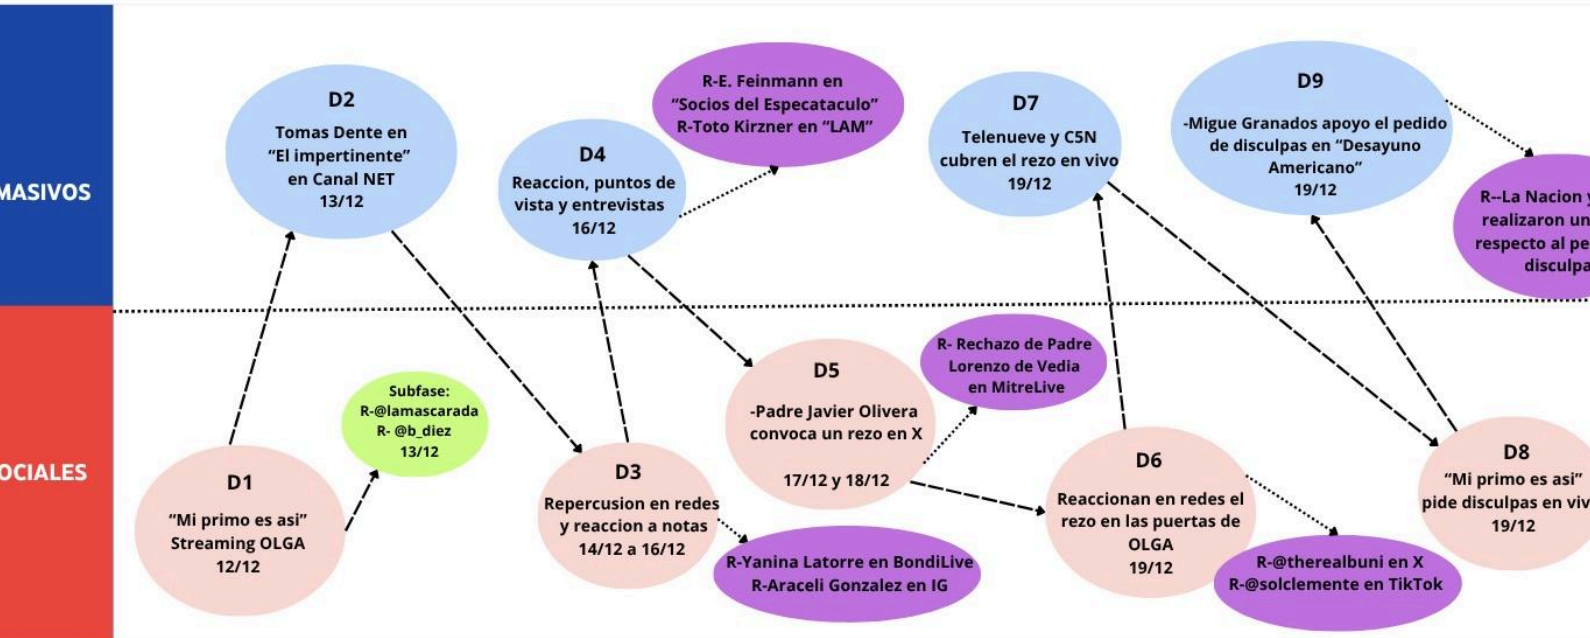 MASIVOS
D2
Tomas Dente en
“El impertinente”
en Canal NET
13/12
D4
Reaccion, puntos de
vista y entrevistas
16/12
R-E. Feinmann en
“Socios del Especataculo”
R-Toto Kirzner en “LAM”
D7
Telenueve y C5N
cubren el rezo en vivo
19/12
D9
-Migue Granados apoyo el pedido
de disculpas en “Desayuno
Americano”
19/12
R--La Nacion y
realizaron un
respecto al pe
disculpa
OCIALES
D1
“Mi primo es asi”
Streaming OLGA
12/12
Subfase:
R-@lamascarada
R- @b_diez
13/12
D3
Repercusion en redes
y reaccion a notas
14/12 a 16/12
R-Yanina Latorre en BondiLive
R-Araceli Gonzalez en IG
D5
-Padre Javier Olivera
convoca un rezo en X
17/12 y 18/12
R- Rechazo de Padre
Lorenzo de Vedia
en MitreLive
D6
Reaccionan en redes el
rezo en las puertas de
OLGA
19/12
R-@therealbuni en X
R-@solclemente en TikTok
D8
“Mi primo es asi”
pide disculpas en viv
19/12